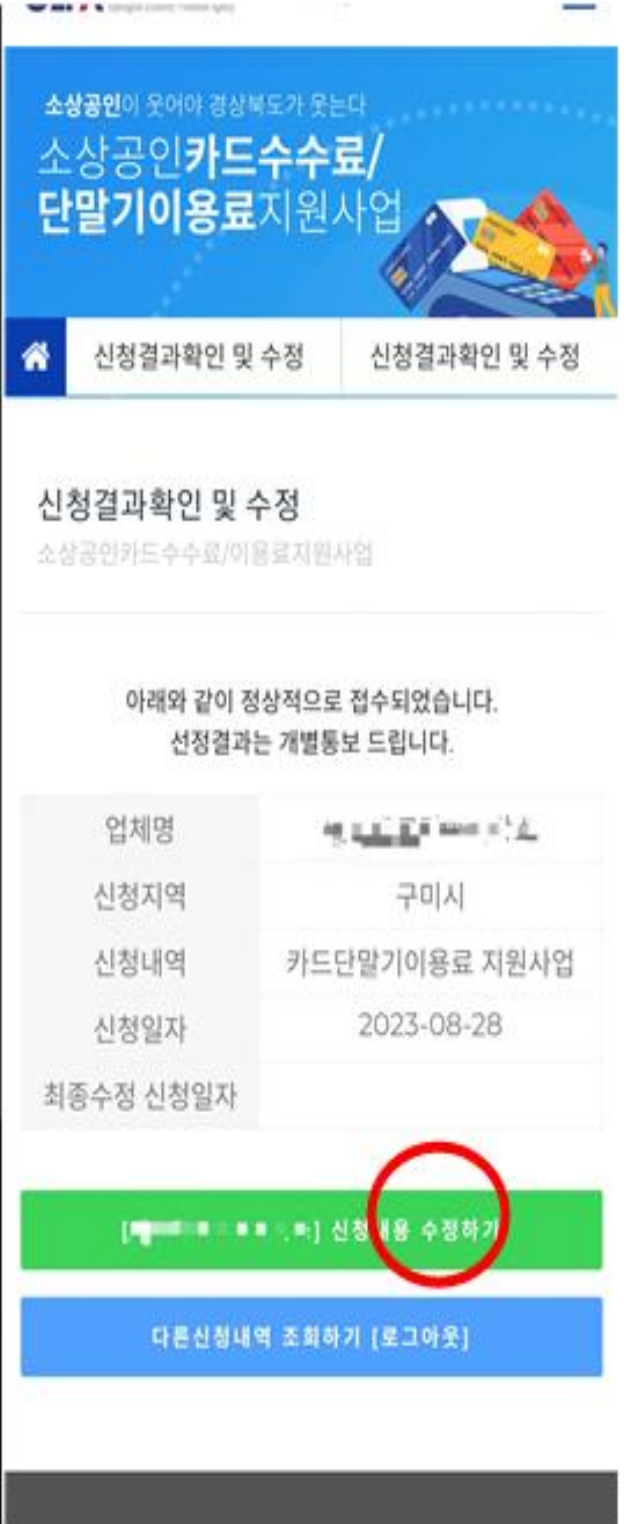 소상공인이 웃어야 경상북도가 웃는다
소상공인카드수수료/
단말기이용료지원사업
신청결과확인 및 수정 신청결과확인 및 수정
신청결과확인 및 수정
소상공인카드수수료/이용료지원사업
아래와 같이 정상적으로 접수되었습니다.
선정결과는 개별통보 드립니다.
업체명
신청지역 구미시
신청내역 카드단말기이용료 지원사업
신청일자 2023-08-28
최종수정 신청일자
신청내용 수정하기
다른신청내역 조회하기 [로그아웃]